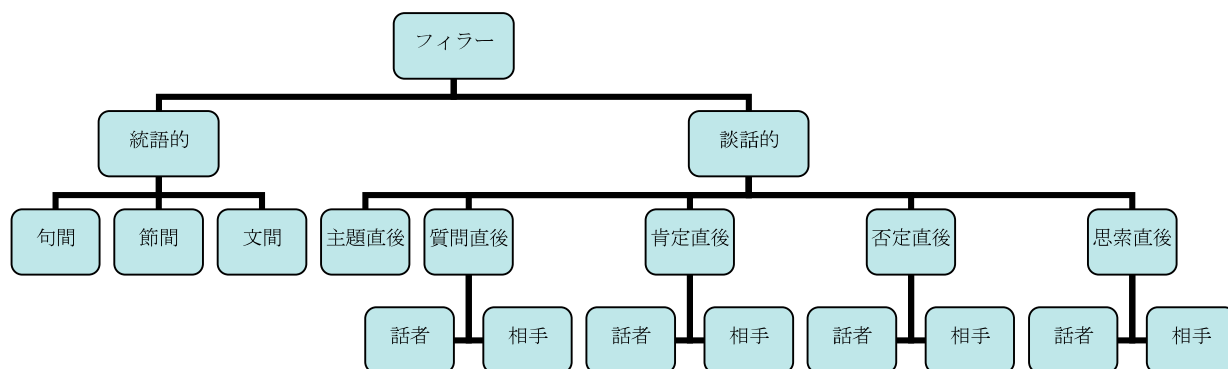 フィラー
統語的
談話的
句間
節間
文間
主題直後
質問直後
肯定直後
否定直後
思索直後
話者
相手
話者
相手
話者
相手
話者
相手